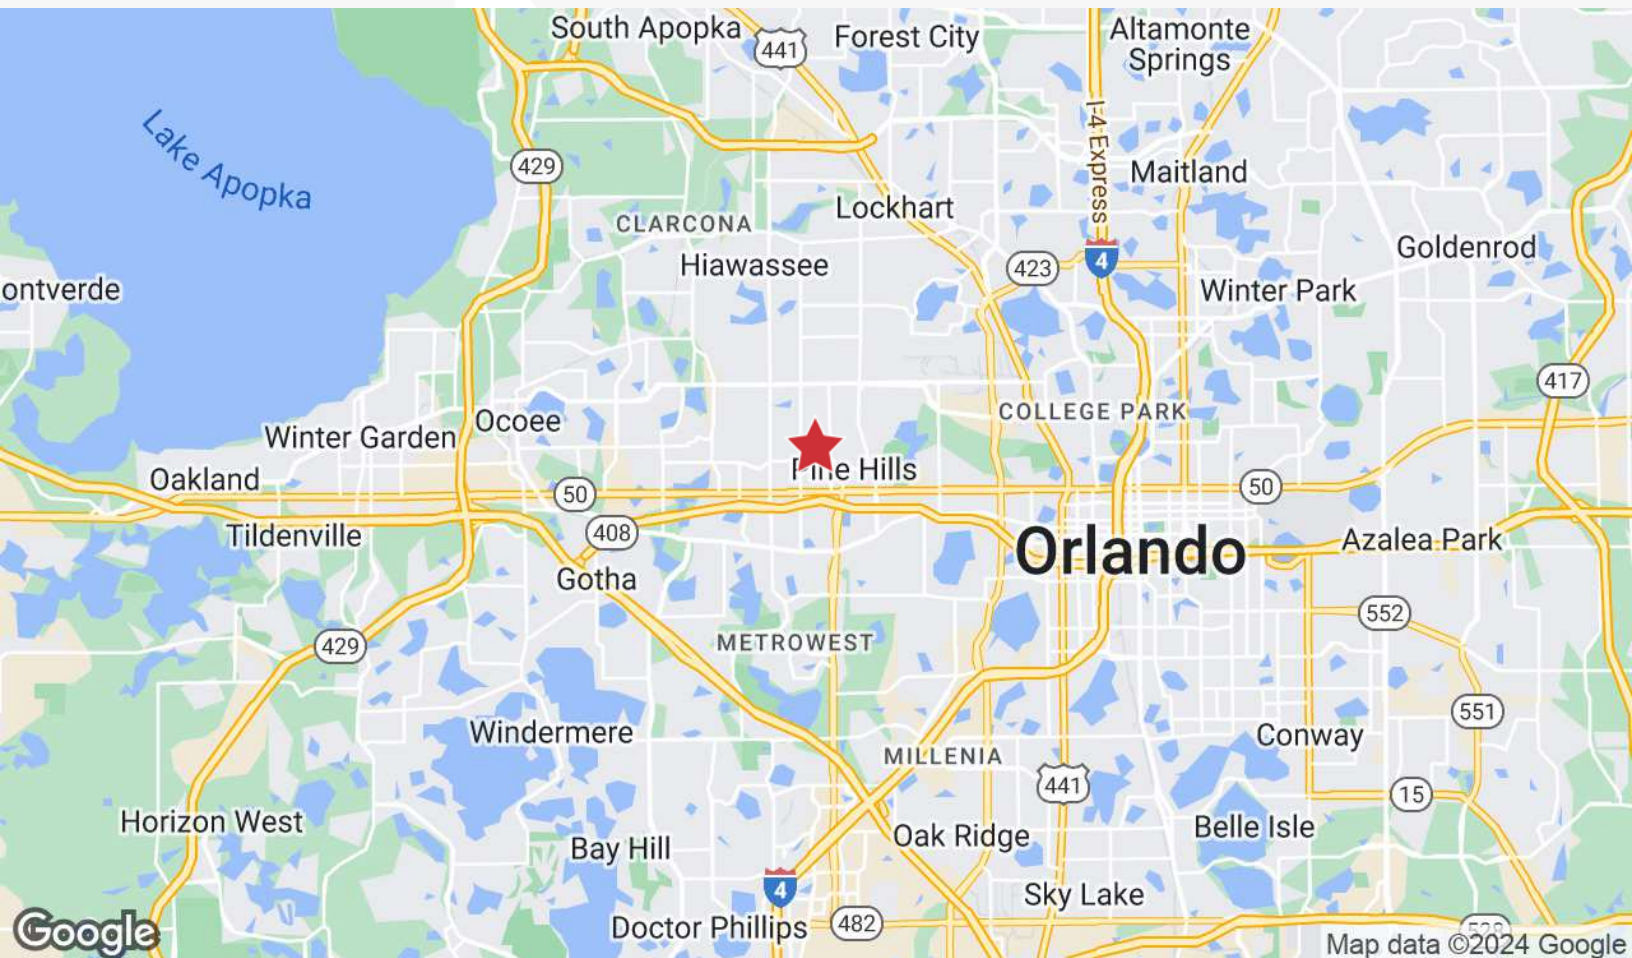 South Apopka
441
Forest City
Altamonte
Springs
I-4 Express
Lake Apopka
429
Maitland
Lockhart
CLARCONA
Hiawassee
423
4
Goldenrod
ontverde
Winter Park
417
COLLEGE PARK
Ocoee
Winter Garden
Pine Hills
Oakland
50
50
408
Tildenville
Orlando
Azalea Park
Gotha
552
429
METROWEST
551
Windermere
Conway
MILLENIA
441
15
Horizon West
Belle Isle
Oak Ridge
Bay Hill
4
Sky Lake
Doctor Phillips
482
528
Google
Map data ©2024 Google